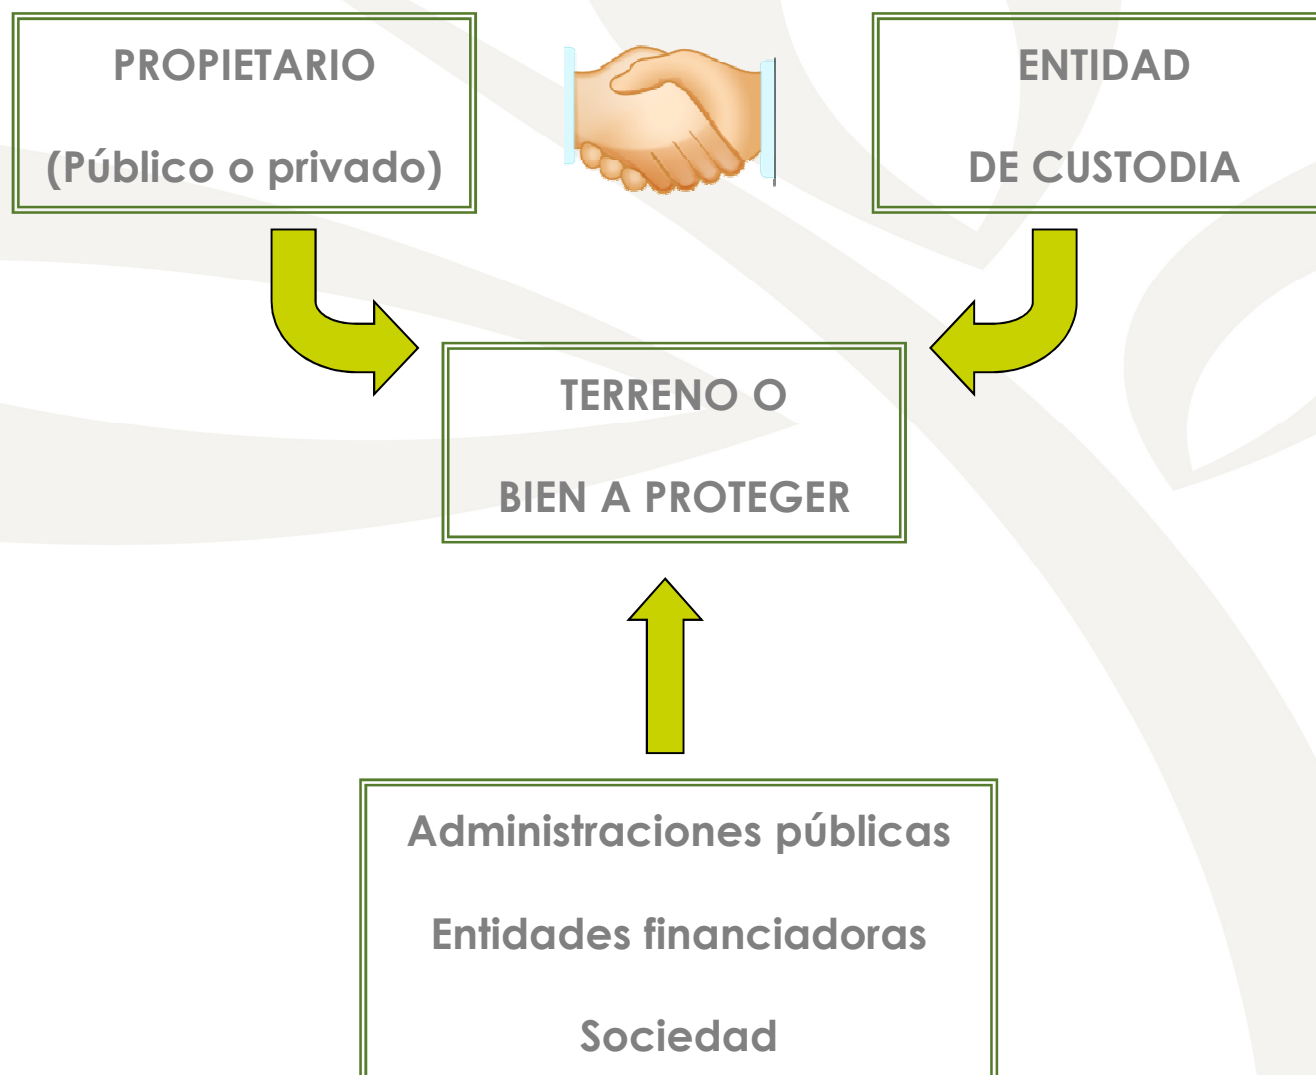 PROPIETARIO
(Público o privado)
ENTIDAD
DE CUSTODIA
TERRENO O
BIEN A PROTEGER
Administraciones públicas
Entidades financiadoras
Sociedad